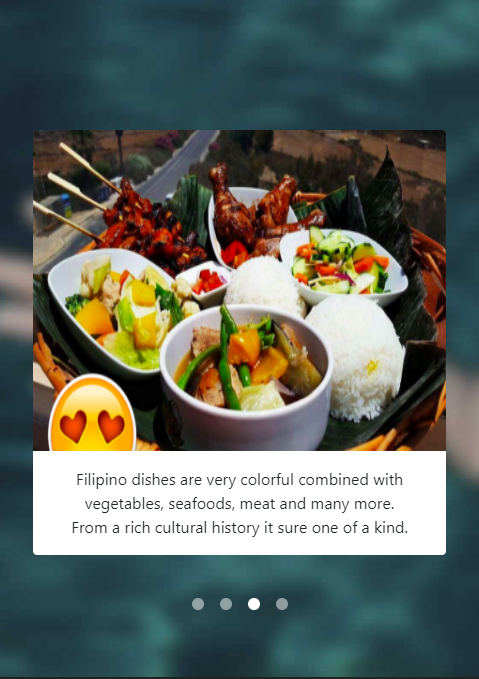 Filipino dishes are very colorful combined with
vegetables, seafoods, meat and many more.
From a rich cultural history it sure one of a kind.